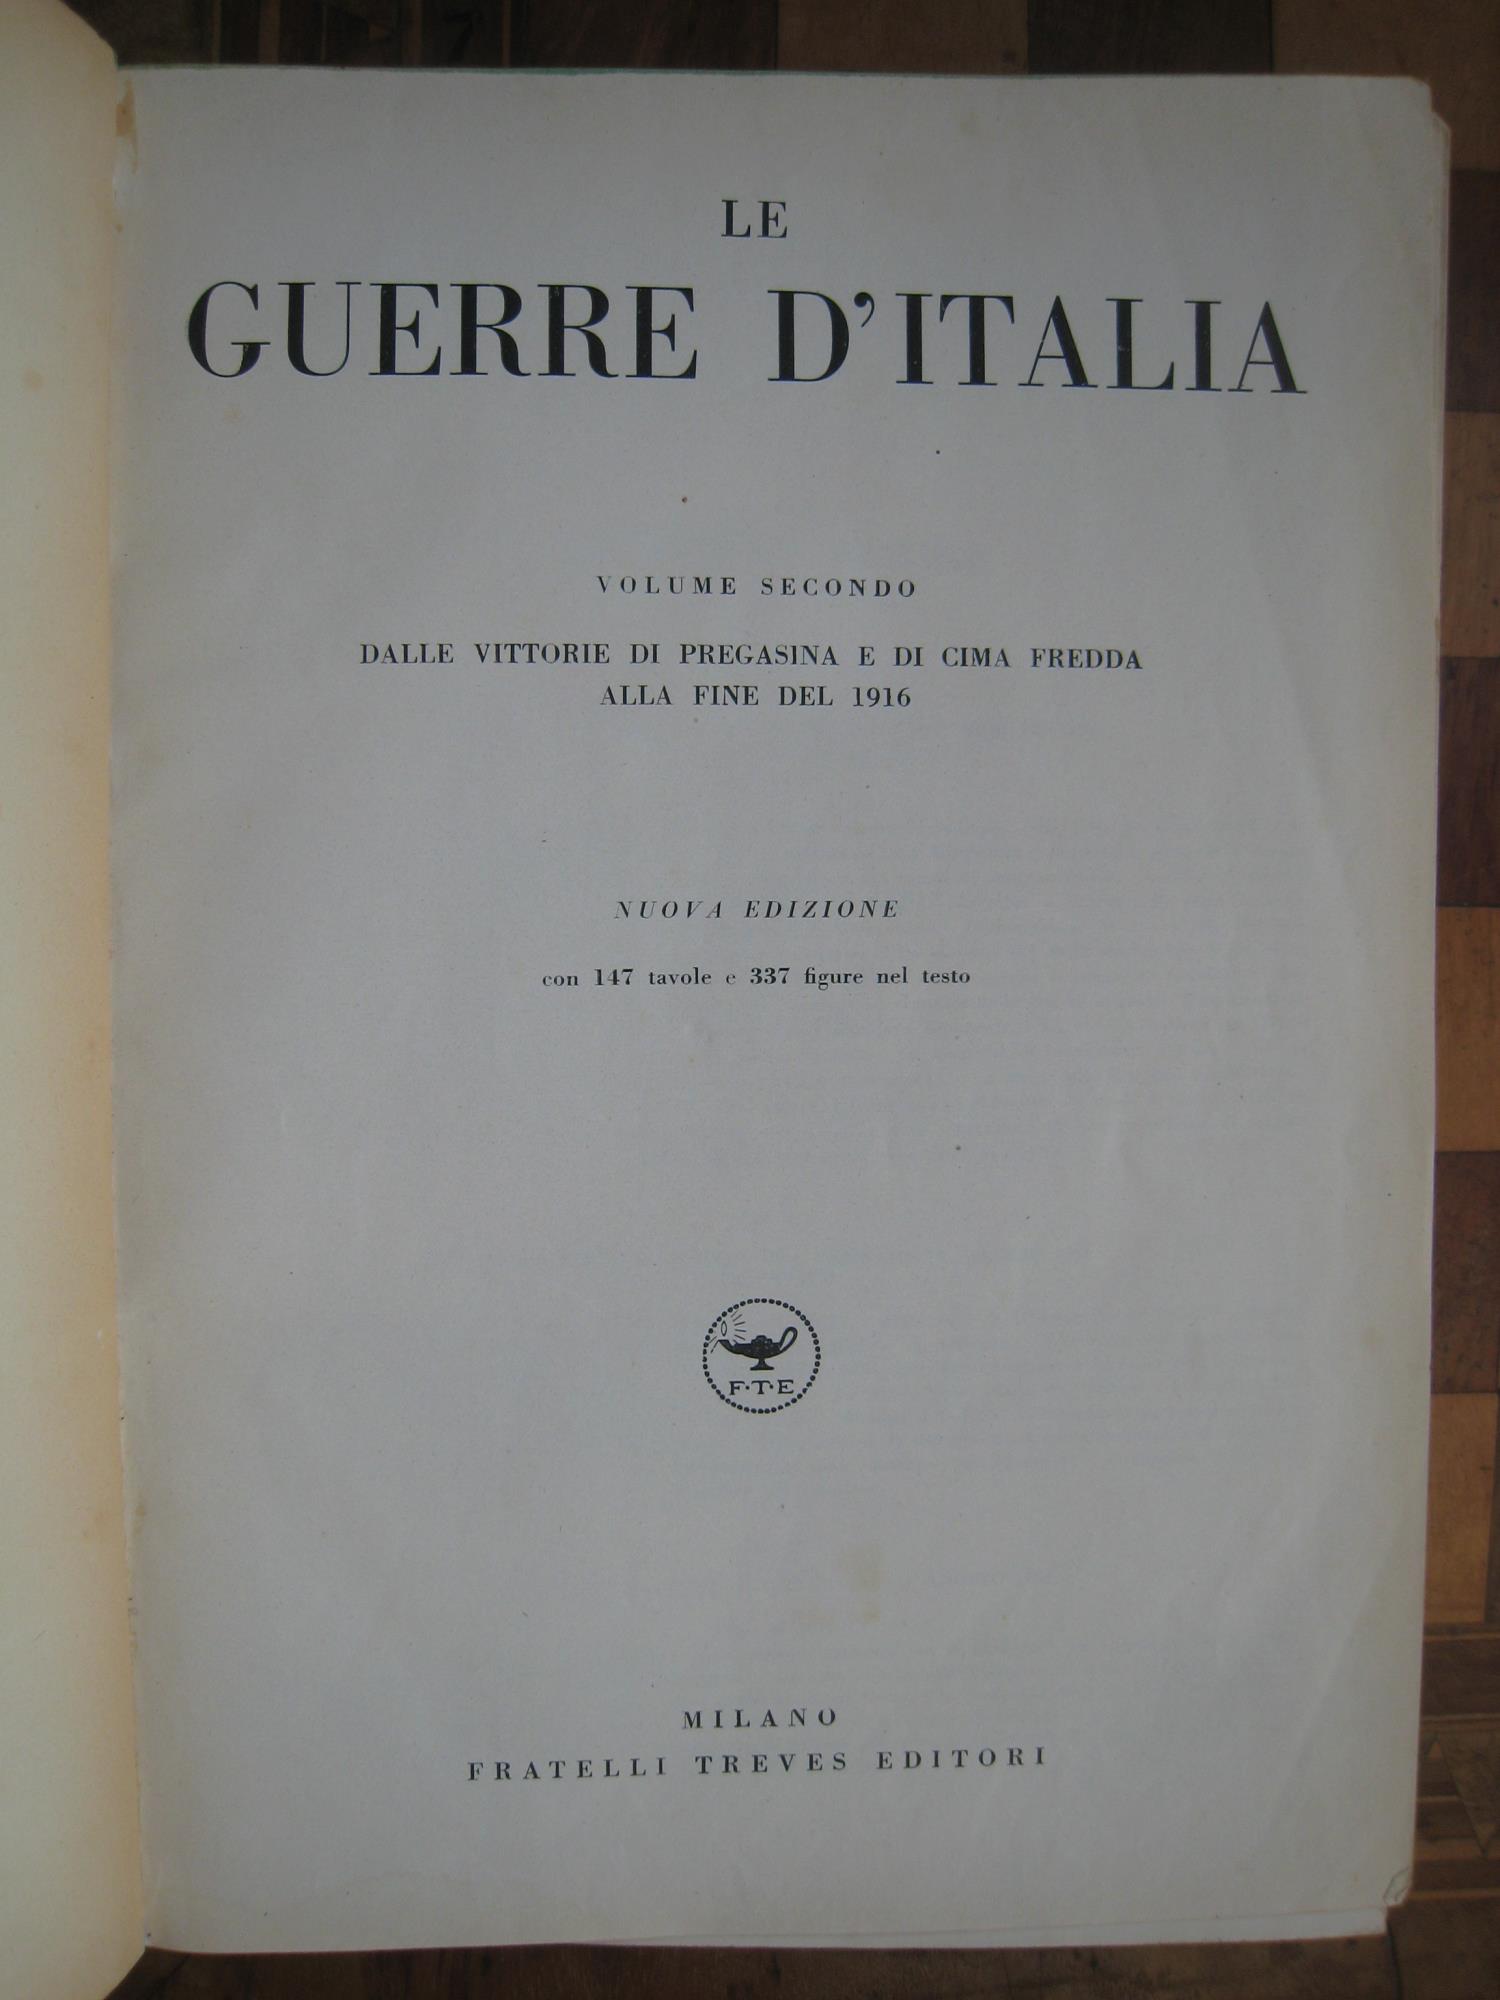 LE
GUERRE D'ITALIA
VOLUME SECONDO
DALLE VITTORIE DI PREGASINA E DI CIMA FREDDA
ALLA FINE DEL 1916
NUOVA EDIZIONE
con 147 tavole e 337 figure nel testo
F·T·E
MILANO
FRATELLI TREVES EDITORI